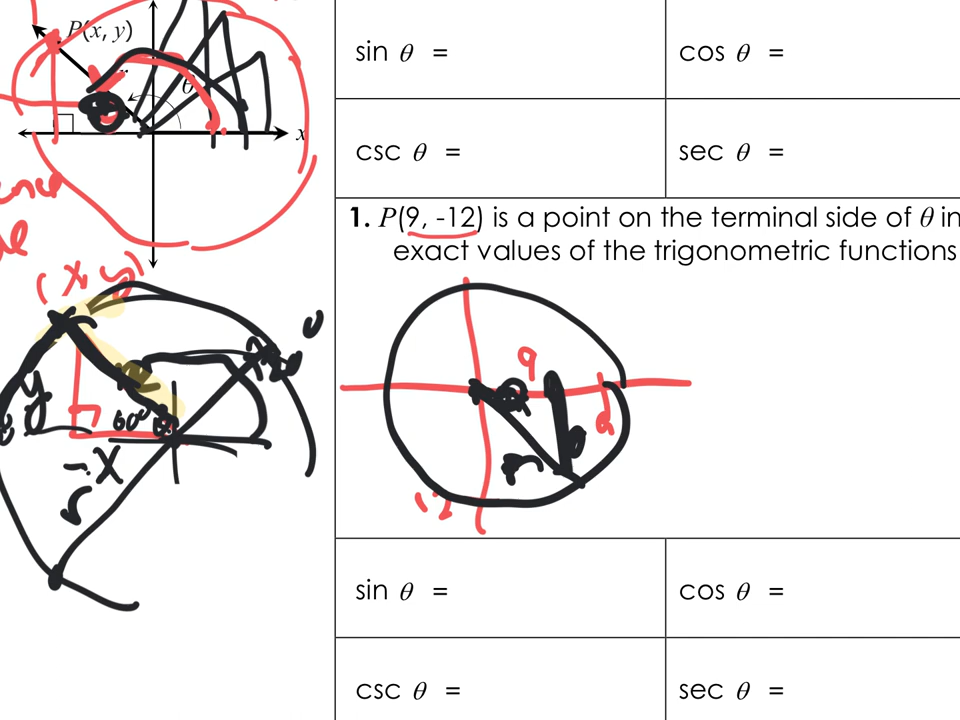 P(x, y)
r
θ
x
sin θ =
cos θ =
csc θ =
sec θ =
1. P(9, -12) is a point on the terminal side of θ in
exact values of the trigonometric functions
(x, y)
y
60°
-x
r
9
r
12
sin θ =
cos θ =
csc θ =
sec θ =